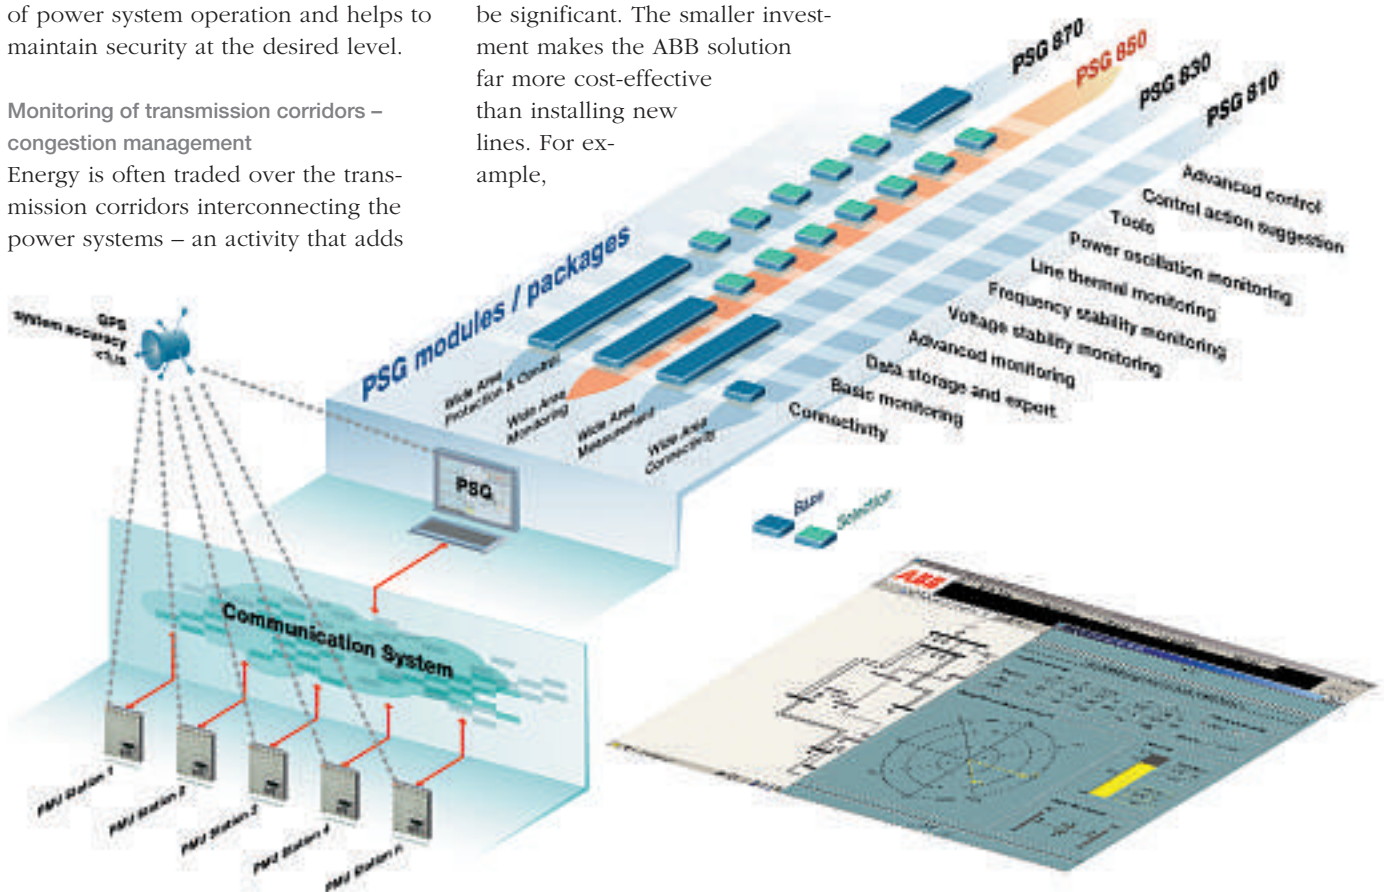 of power system operation and helps to
maintain security at the desired level.
Monitoring of transmission corridors –
congestion management
Energy is often traded over the trans-
mission corridors interconnecting the
power systems – an activity that adds
be significant. The smaller invest-
ment makes the ABB solution
far more cost-effective
than installing new
lines. For ex-
ample,
PSG 870
PSG 850
PSG 830
PSG 810
PSG modules / packages
Advanced control
Control action suggestion
Tools
Power oscillation monitoring
Line thermal monitoring
Frequency stability monitoring
Voltage stability monitoring
Advanced monitoring
Data storage and export
Basic monitoring
Connectivity
Wide Area
Protection & Control
Wide Area
Monitoring
Wide Area
Measurement
Wide Area
Connectivity
GPS
system accuracy
PSG
Base
Selection
Communication System
PMU Station 1
PMU Station 2
PMU Station 3
PMU Station 4
PMU Station n
ABB